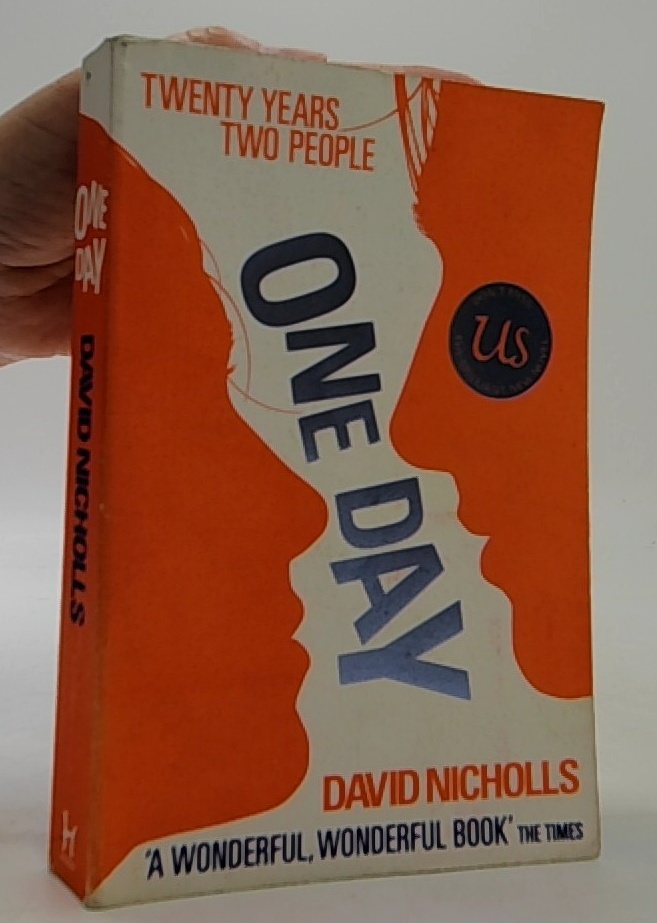 TWENTY YEARS
TWO PEOPLE
ONE DAY
Us
DAVID NICHOLLS
'A WONDERFUL, WONDERFUL BOOK' THE TIMES
ONE
DAY
DAVID NICHOLLS
H